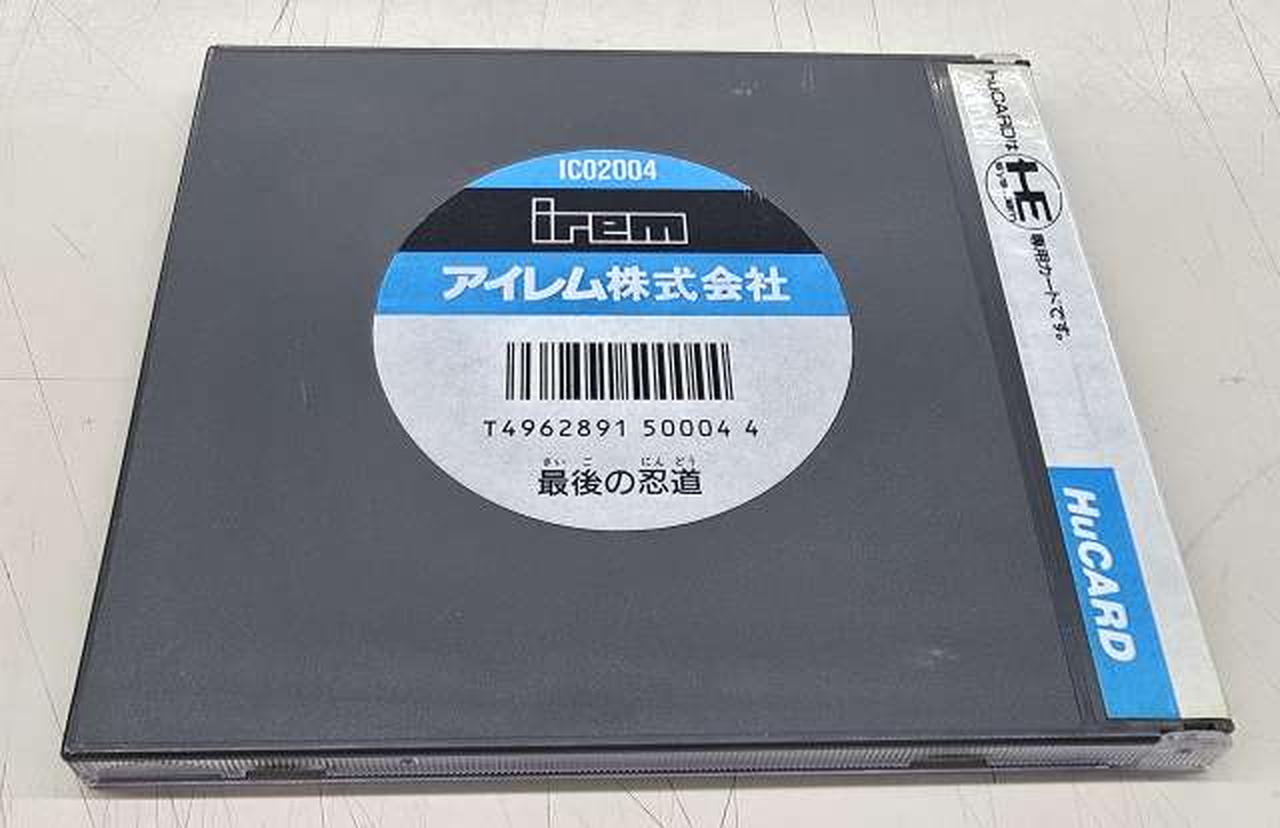 IC02004
irem
アイレム株式会社
T4962891 50004 4
さい ご にん どう
最後の忍道
HuCARDは
HE
専用カードです。
HuCARD